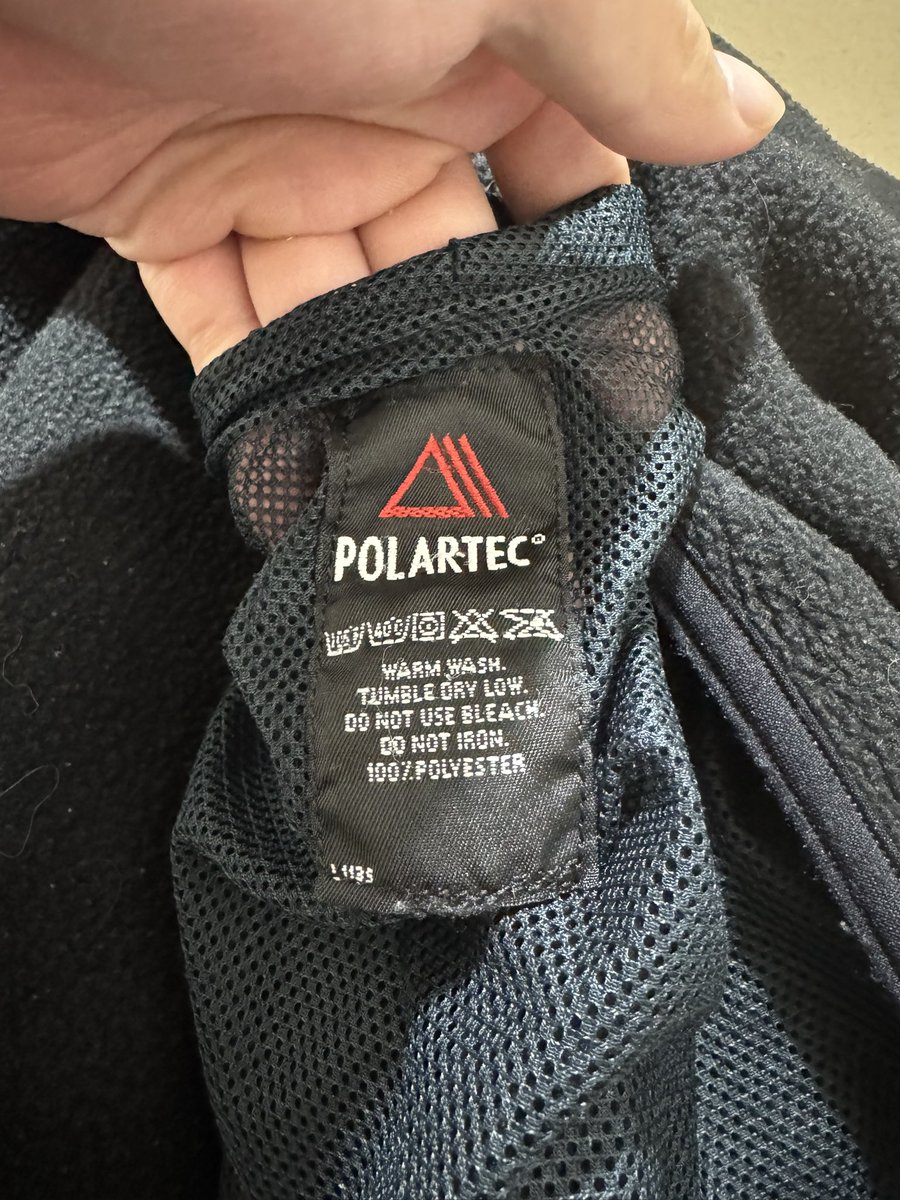 POLARTEC®
WARM WASH.
TUMBLE DRY LOW.
DO NOT USE BLEACH.
DO NOT IRON.
100% POLYESTER